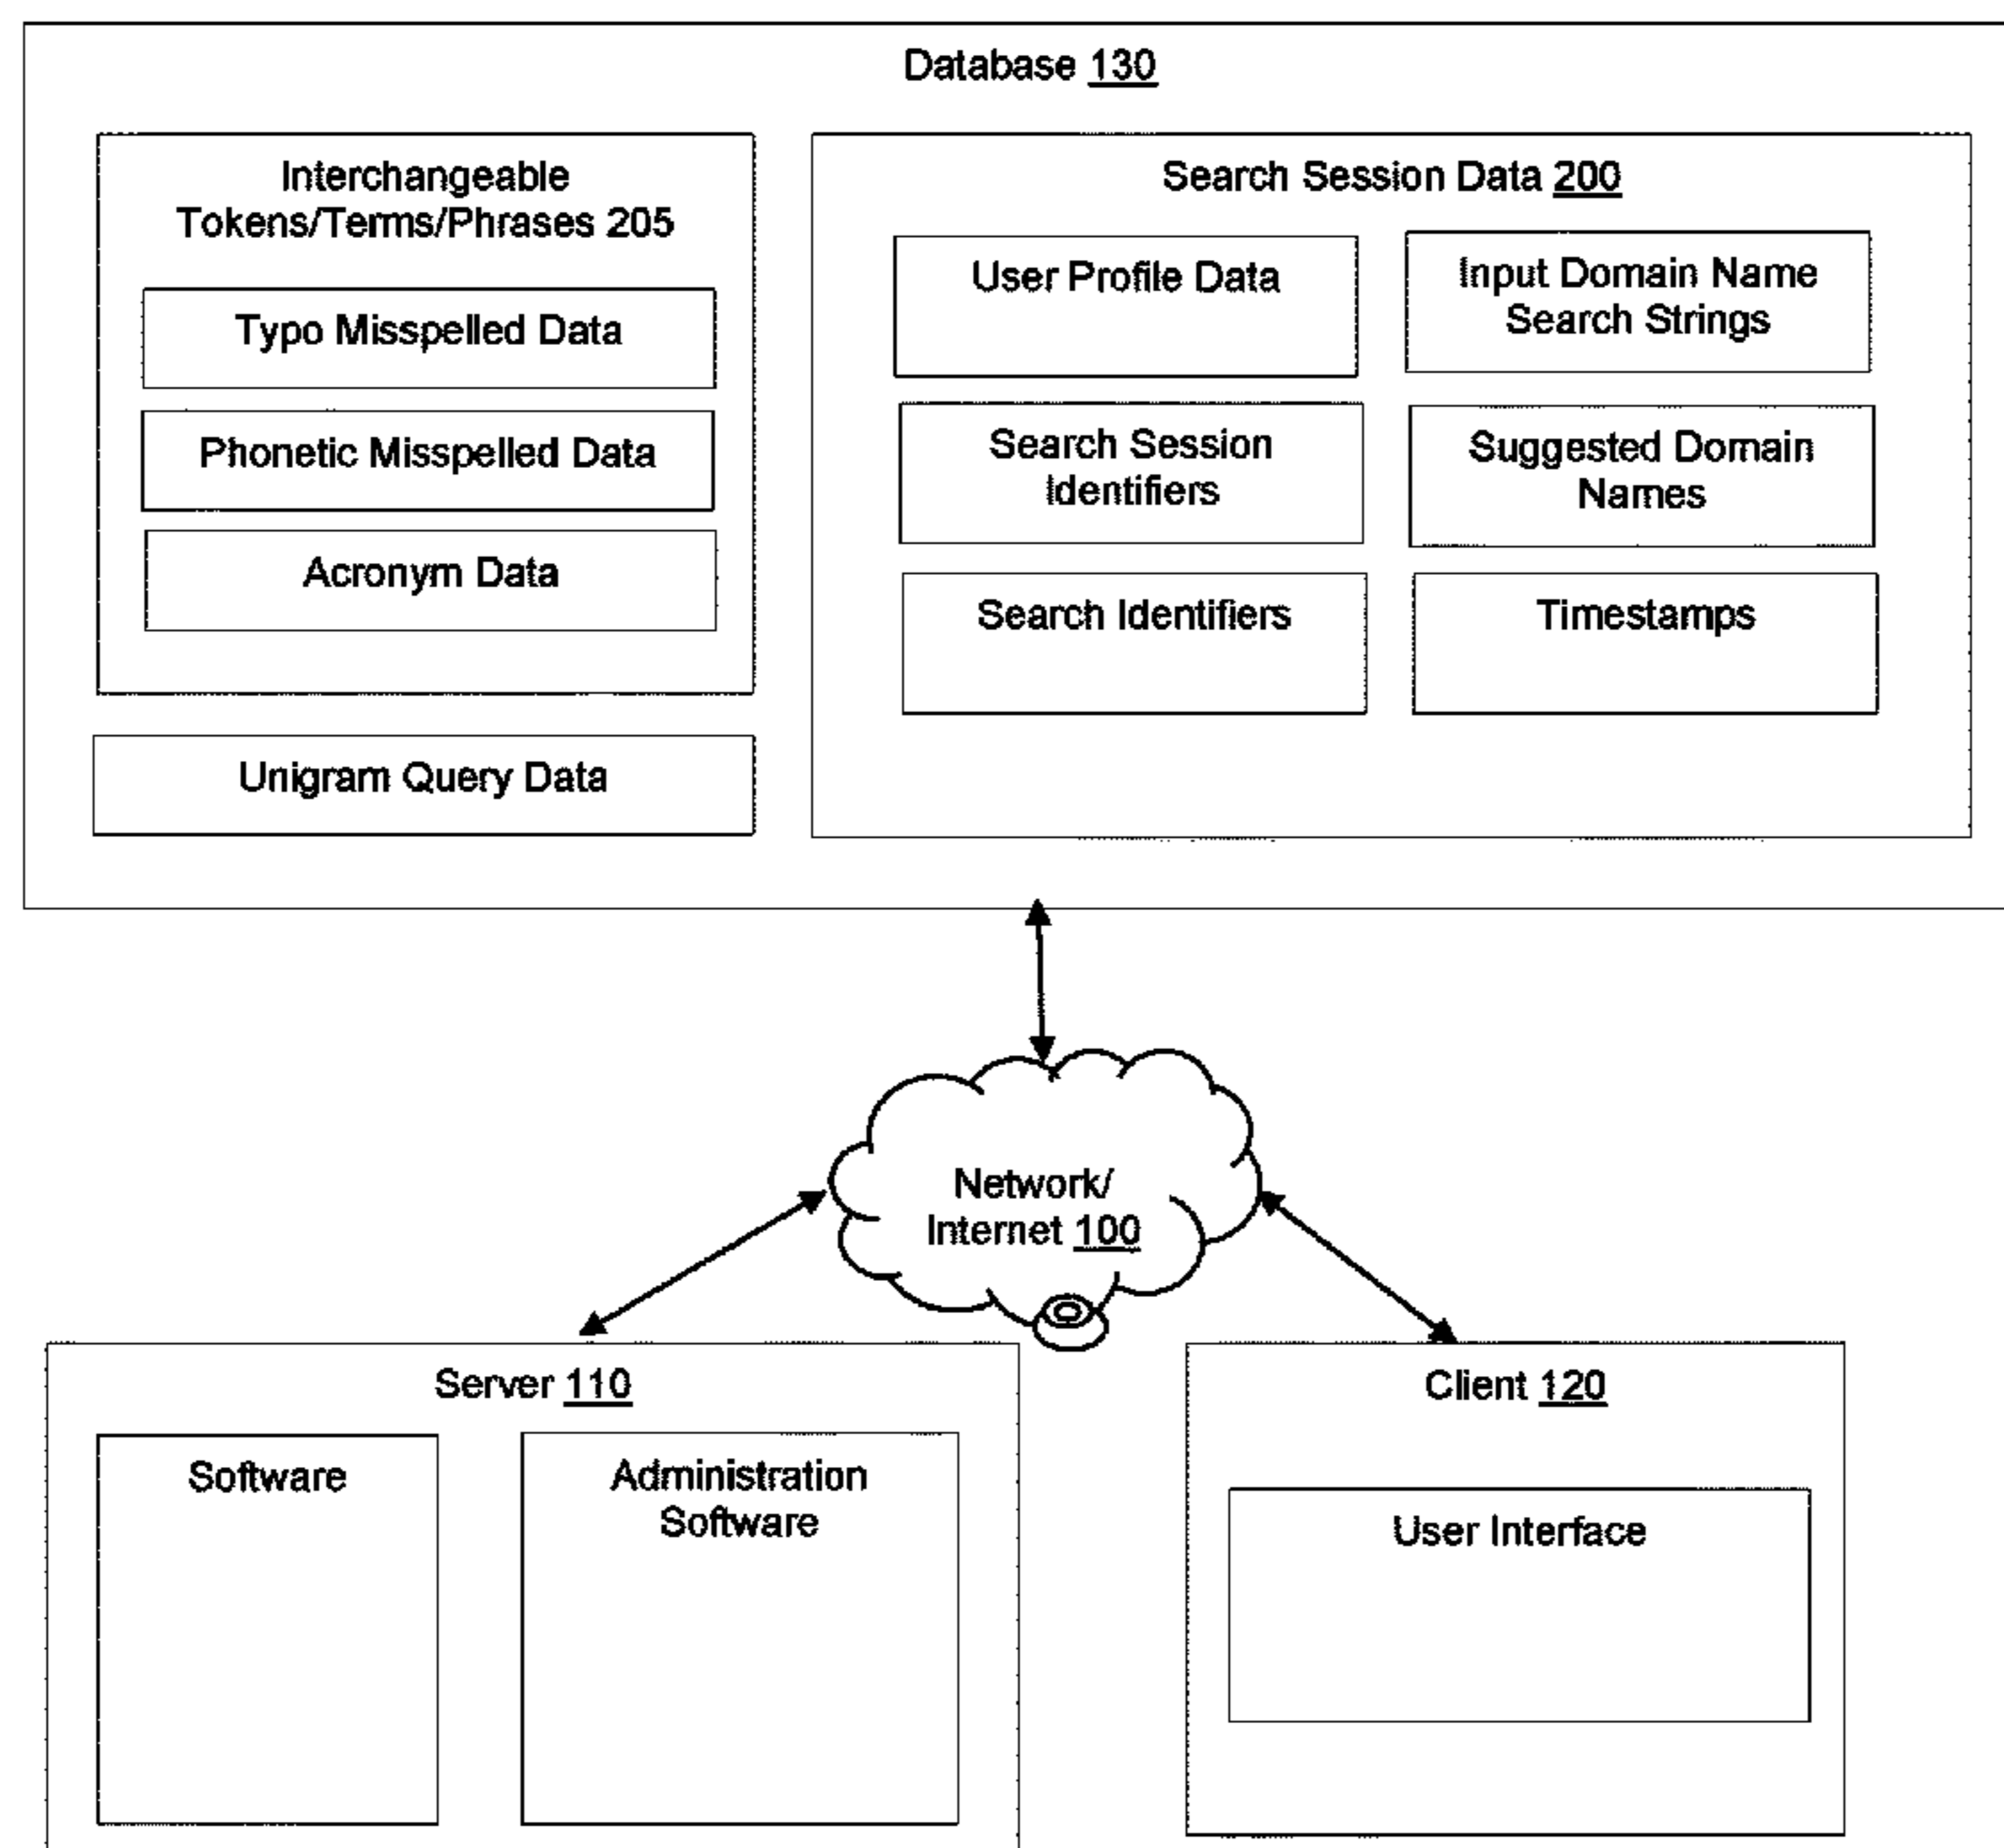 Database 130
Interchangeable
Tokens/Terms/Phrases 205
Typo Misspelled Data
Phonetic Misspelled Data
Acronym Data
Unigram Query Data
Search Session Data 200
User Profile Data
Input Domain Name
Search Strings
Search Session
Identifiers
Suggested Domain
Names
Search Identifiers
Timestamps
Network/
Internet 100
Server 110
Software
Administration
Software
Client 120
User Interface